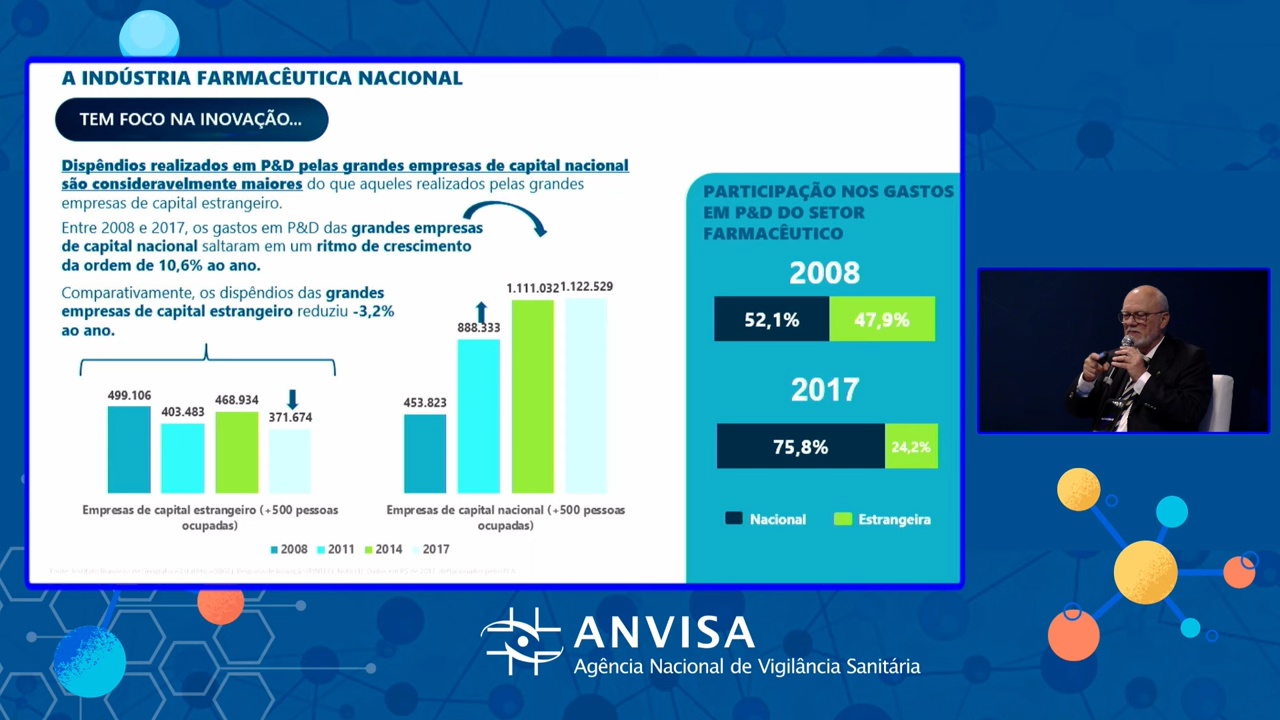 A INDÚSTRIA FARMACÊUTICA NACIONAL
TEM FOCO NA INOVAÇÃO...
Dispêndios realizados em P&D pelas grandes empresas de capital nacional
são consideravelmente maiores do que aqueles realizados pelas grandes
empresas de capital estrangeiro.
Entre 2008 e 2017, os gastos em P&D das grandes empresas
de capital nacional saltaram em um ritmo de crescimento
da ordem de 10,6% ao ano.
Comparativamente, os dispêndios das grandes
empresas de capital estrangeiro reduziu -3,2%
ao ano.
499.106
403.483
468.934
371.674
Empresas de capital estrangeiro (+500 pessoas
ocupadas)
453.823
888.333
1.111.032
1.122.529
Empresas de capital nacional (+500 pessoas
ocupadas)
2008 2011 2014 2017
PARTICIPAÇÃO NOS GASTOS
EM P&D DO SETOR
FARMACÊUTICO
2008
52,1% 47,9%
2017
75,8% 24,2%
Nacional Estrangeira
ANVISA
Agência Nacional de Vigilância Sanitária